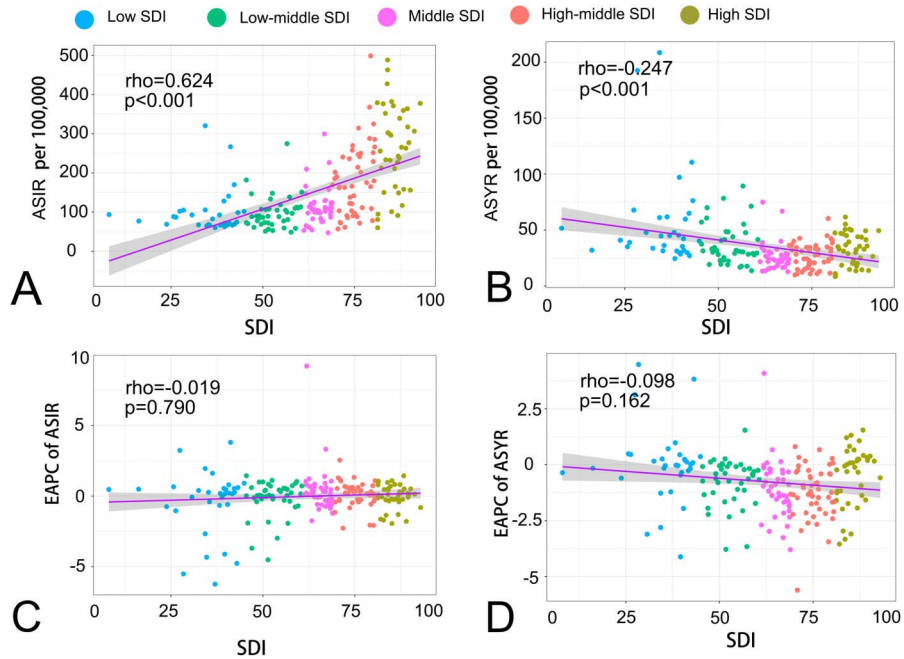 Low SDI Low-middle SDI Middle SDI High-middle SDI High SDI
A
ASIR per 100,000
500
400
300
200
100
0
rho=0.624
p<0.001
0 25 50 75 100
SDI
B
ASYR per 100,000
200
150
100
50
0
rho=-0.247
p<0.001
0 25 50 75 100
SDI
C
EAPC of ASIR
10
5
0
-5
rho=-0.019
p=0.790
0 25 50 75 100
SDI
D
EAPC of ASYR
2.5
0
-2.5
-5
rho=-0.098
p=0.162
0 25 50 75 100
SDI